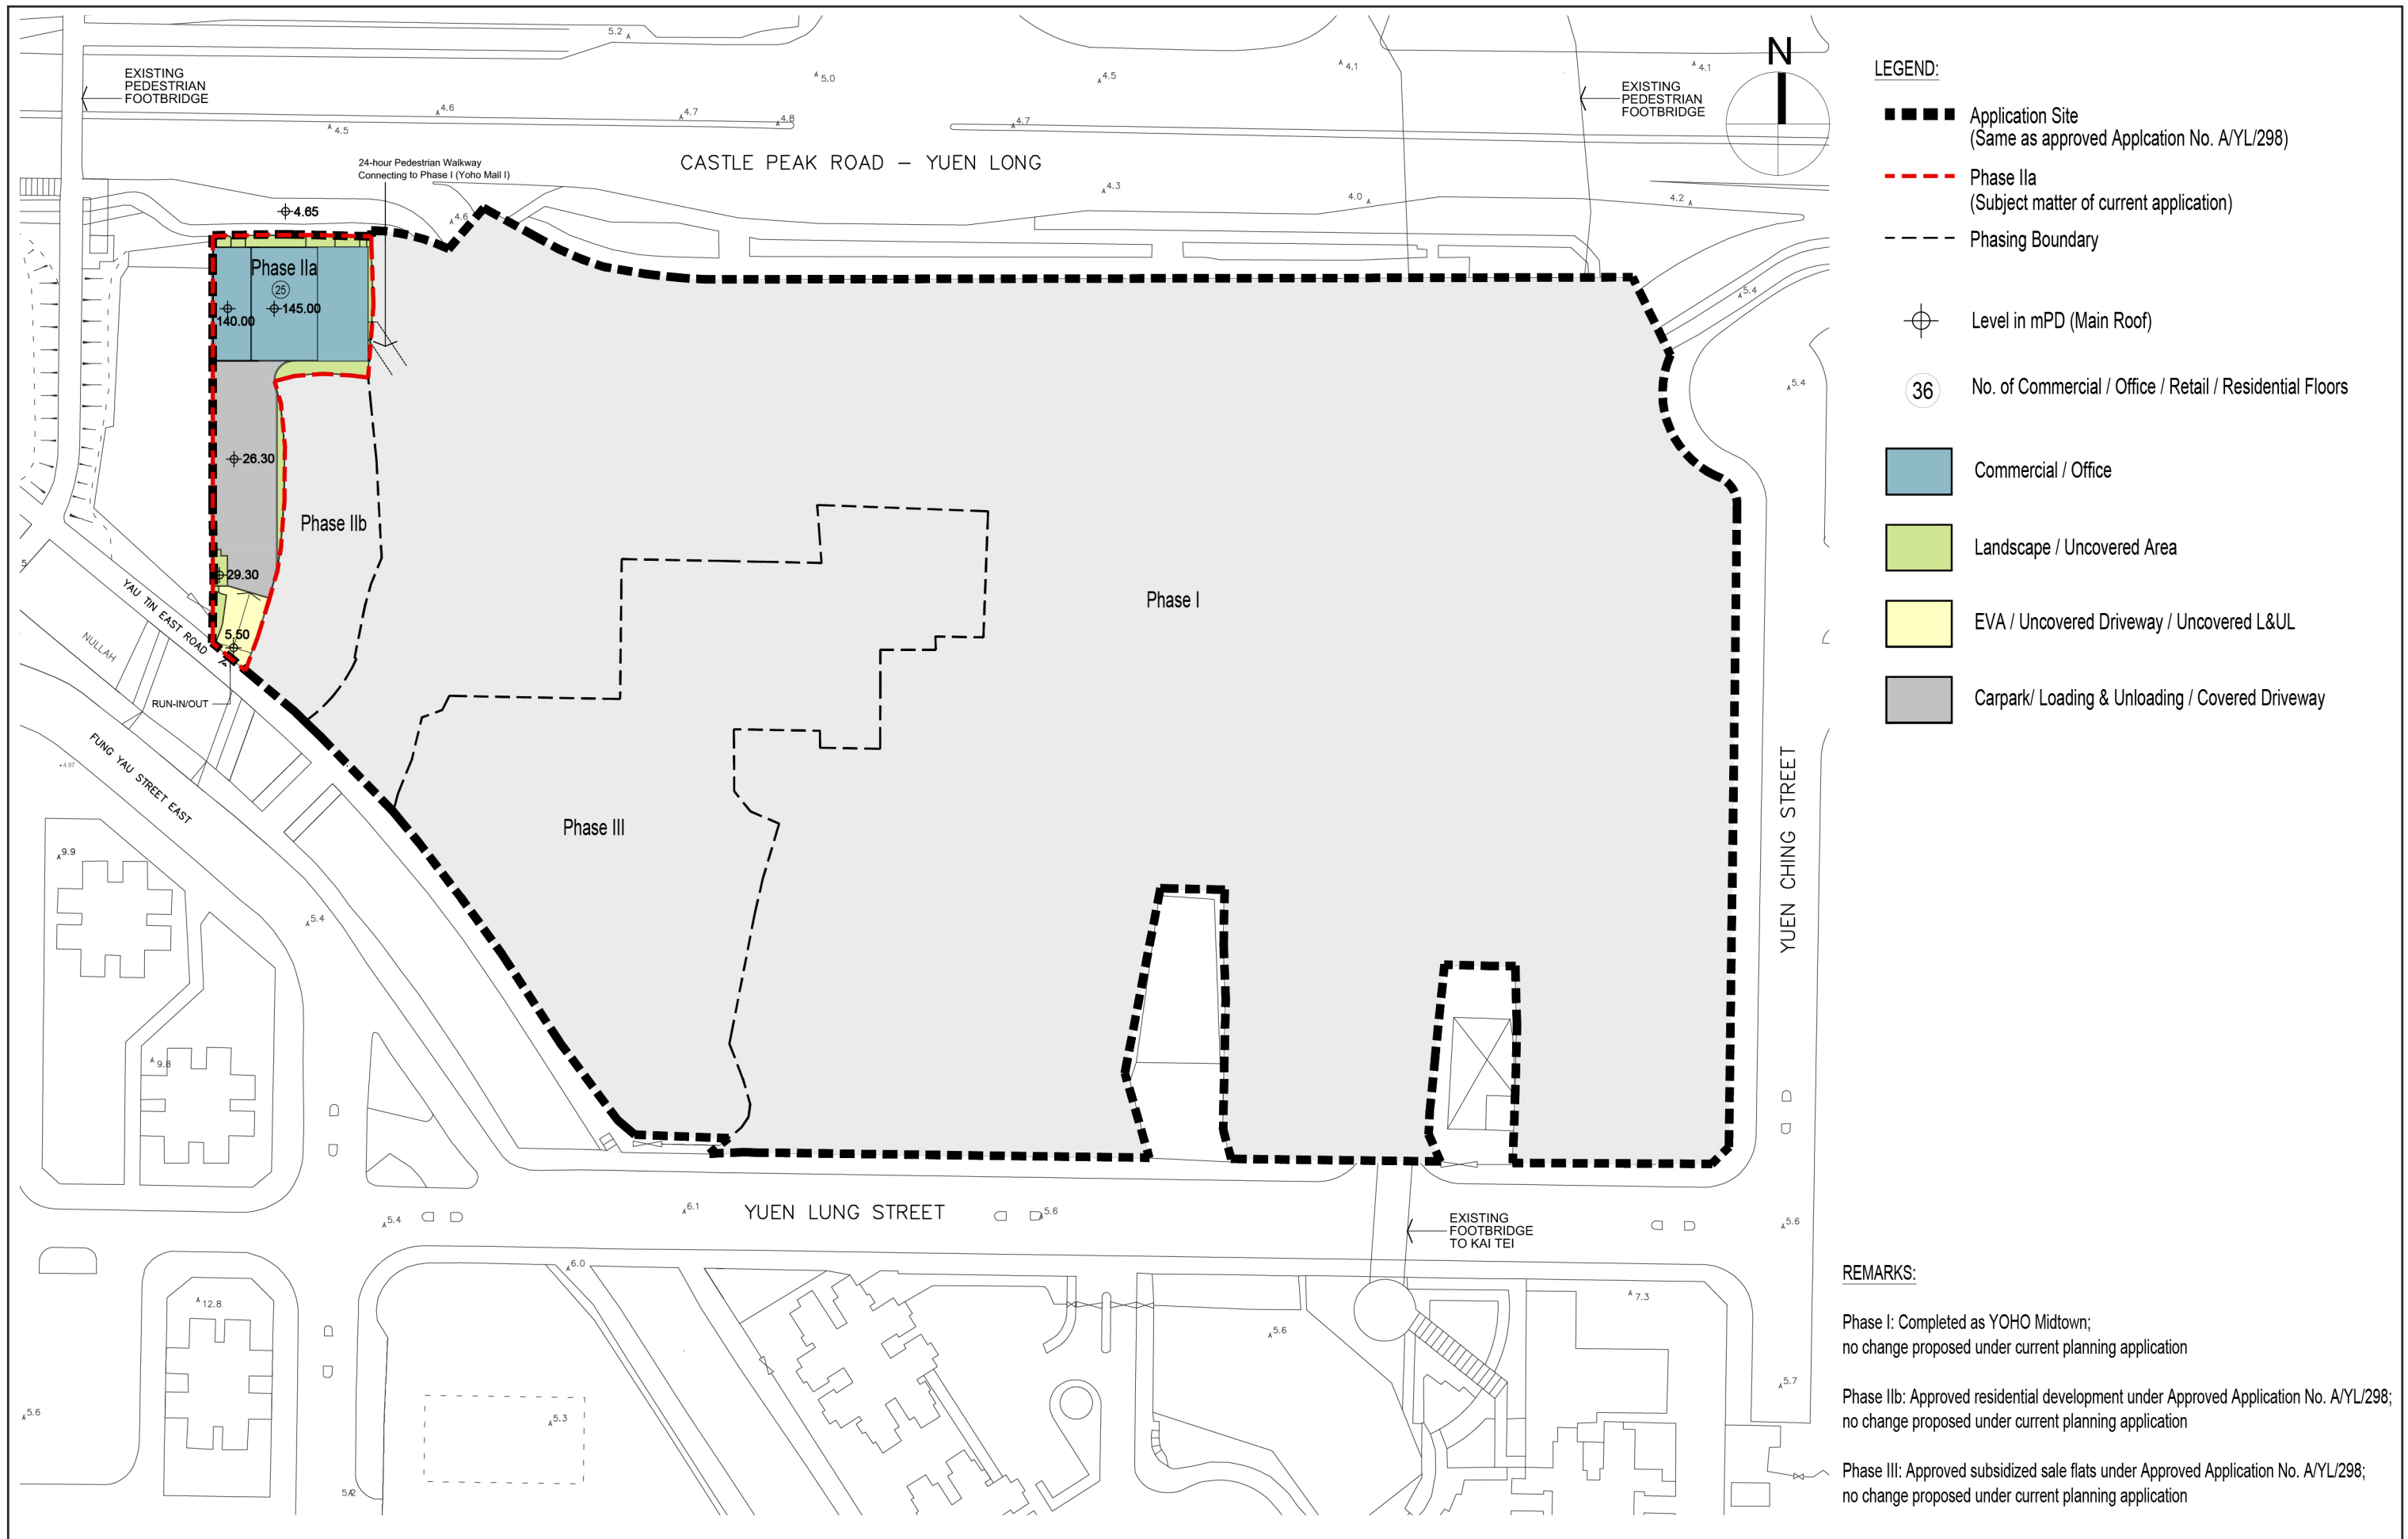 5.2
EXISTING
PEDESTRIAN
FOOTBRIDGE
5.0
4.5
4.1
4.1
EXISTING
PEDESTRIAN
FOOTBRIDGE
4.6
4.5
4.7
4.8
4.7
N
24-hour Pedestrian Walkway
Connecting to Phase I (Yoho Mall I)
CASTLE PEAK ROAD – YUEN LONG
4.3
4.0
4.2
4.65
4.6
Phase IIa
25
140.00
145.00
5.4
5.4
26.30
Phase IIb
29.30
5.50
YAU TIN EAST ROAD
NULLAH
RUN-IN/OUT
FUNG YAU STREET EAST
+4.87
Phase I
Phase III
YUEN CHING STREET
9.9
5.4
9.8
5.4
6.1
YUEN LUNG STREET
5.6
EXISTING
FOOTBRIDGE
TO KAI TEI
5.6
6.0
12.8
7.3
5.6
5.7
5.6
5.3
LEGEND:
Application Site
(Same as approved Applcation No. A/YL/298)
Phase IIa
(Subject matter of current application)
Phasing Boundary
Level in mPD (Main Roof)
36
No. of Commercial / Office / Retail / Residential Floors
Commercial / Office
Landscape / Uncovered Area
EVA / Uncovered Driveway / Uncovered L&UL
Carpark/ Loading & Unloading / Covered Driveway
REMARKS:
Phase I: Completed as YOHO Midtown;
no change proposed under current planning application
Phase IIb: Approved residential development under Approved Application No. A/YL/298;
no change proposed under current planning application
Phase III: Approved subsidized sale flats under Approved Application No. A/YL/298;
no change proposed under current planning application